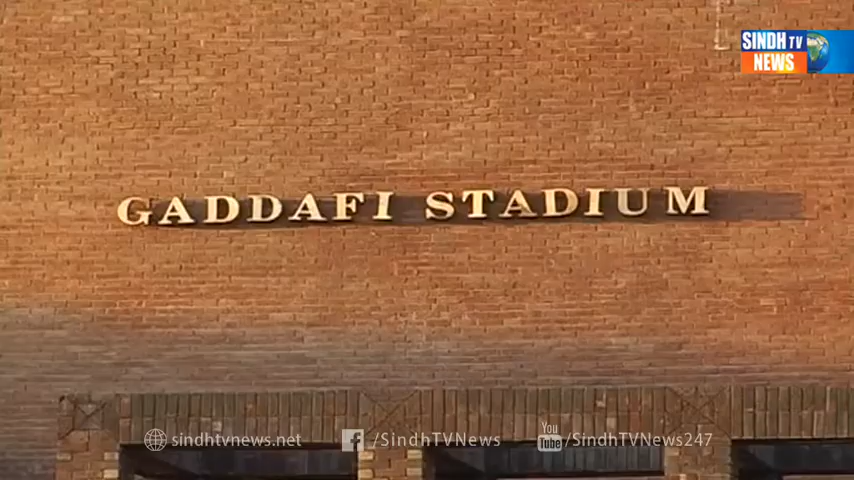 SINDH TV
NEWS
GADDAFI STADIUM
sindhtvnews.net
/SindhTVNews
You
Tube
/SindhTVNews247